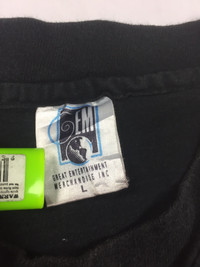 GEM
GREAT ENTERTAINMENT
MERCHANDISE INC
L